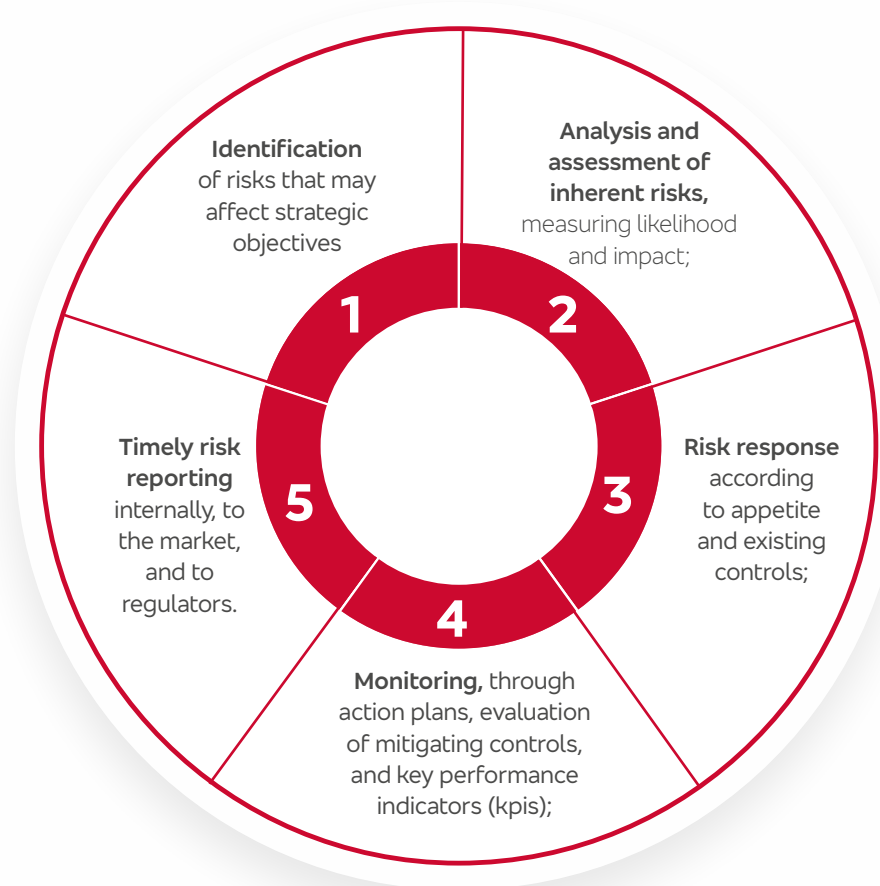 1
Identification
of risks that may
affect strategic
objectives
2
Analysis and
assessment of
inherent risks,
measuring likelihood
and impact;
3
Risk response
according
to appetite
and existing
controls;
4
Monitoring, through
action plans, evaluation
of mitigating controls,
and key performance
indicators (kpis);
5
Timely risk
reporting
internally, to
the market,
and to
regulators.